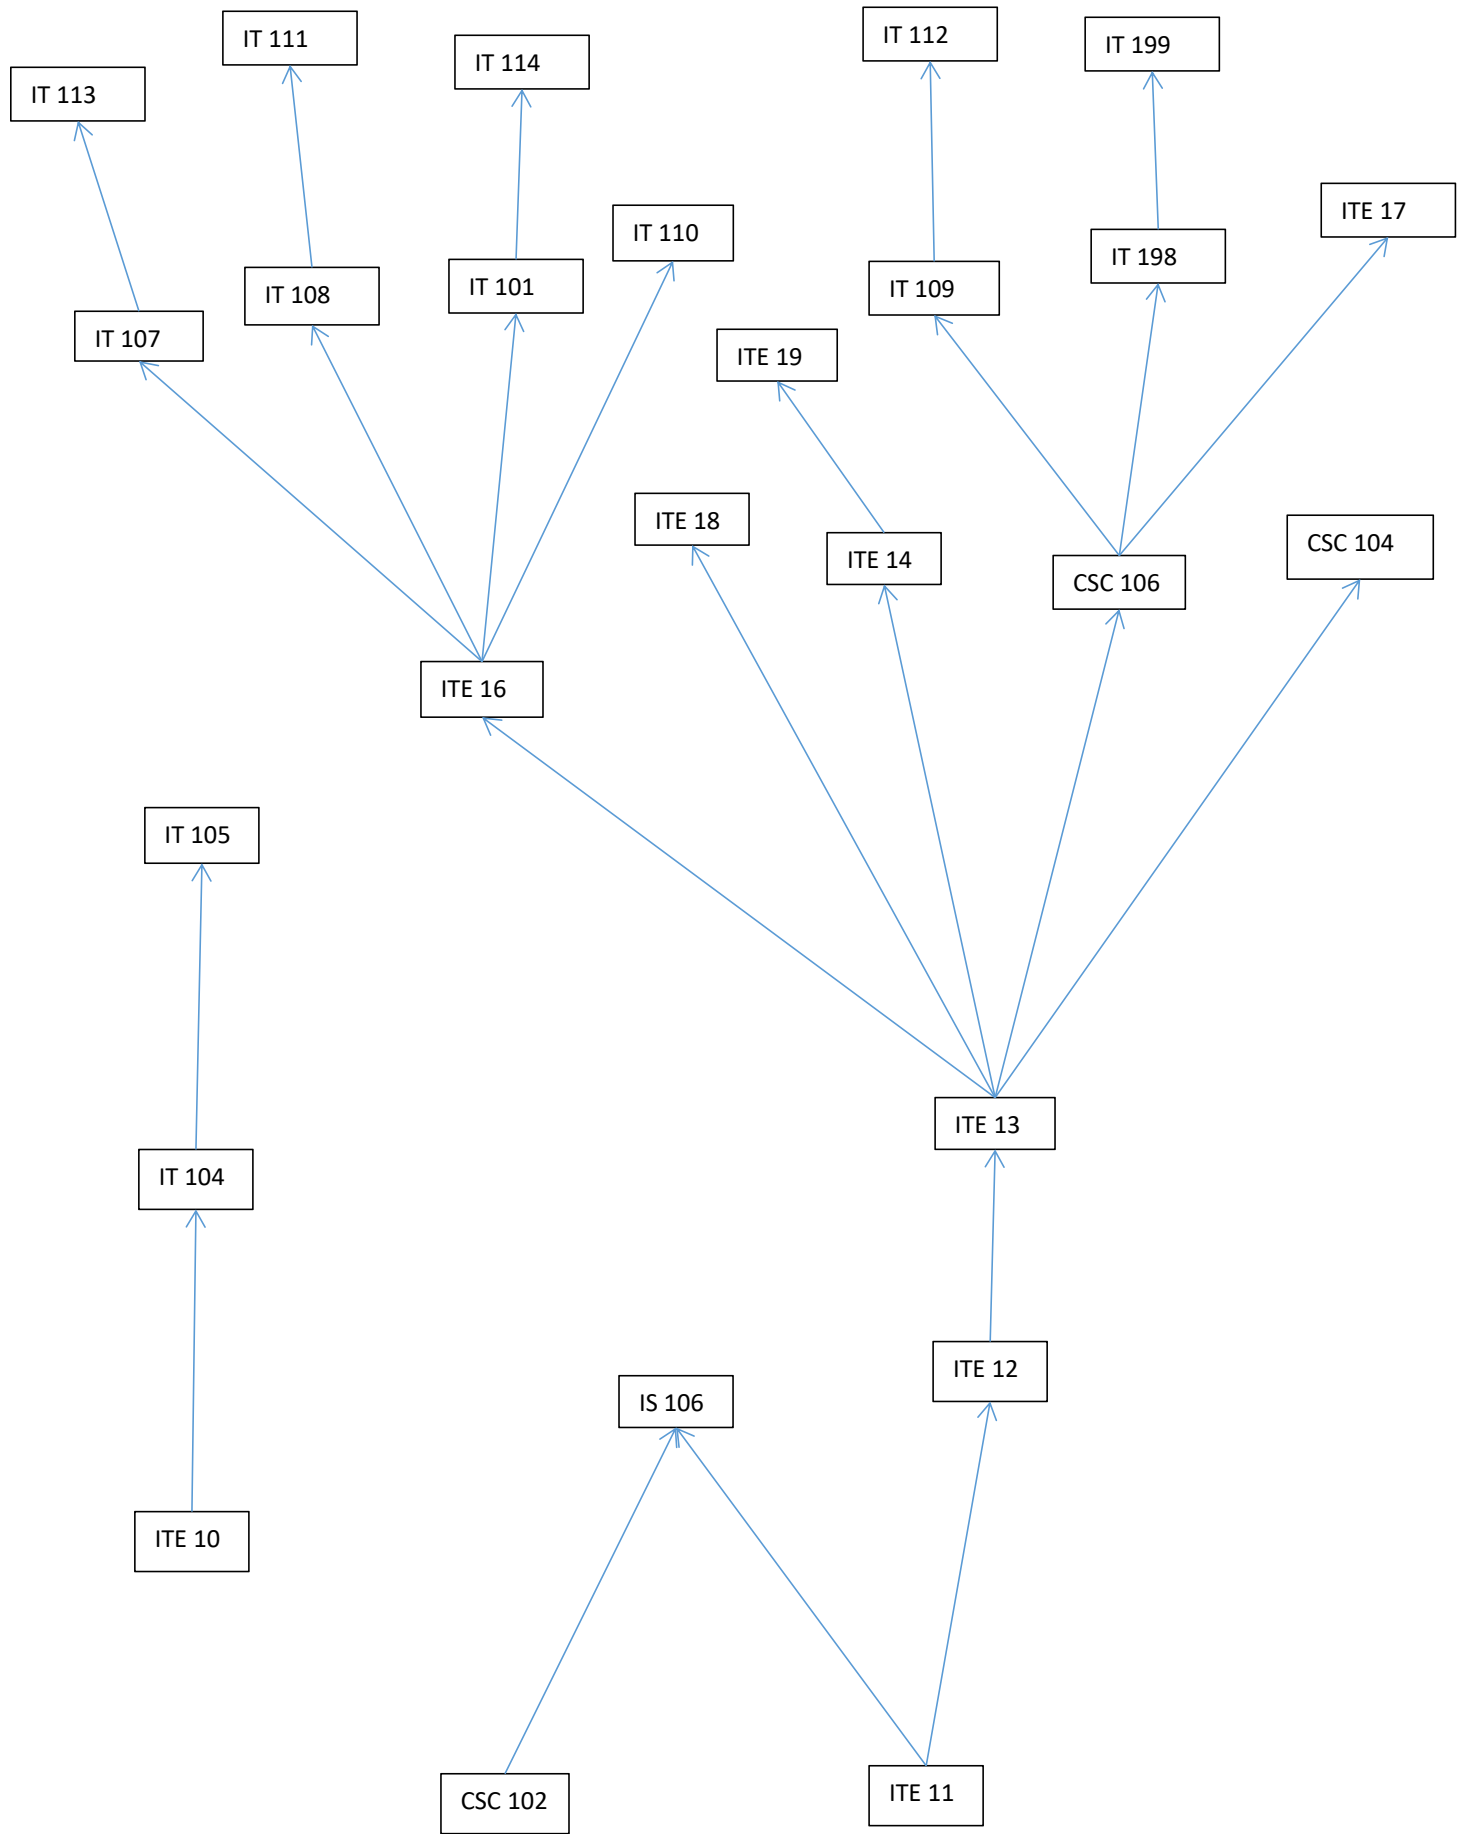 IT 111
IT 112
IT 199
IT 114
IT 113
ITE 17
IT 110
IT 198
IT 101
IT 109
IT 108
IT 107
ITE 19
ITE 18
CSC 104
ITE 14
CSC 106
ITE 16
IT 105
ITE 13
IT 104
ITE 12
IS 106
ITE 10
ITE 11
CSC 102